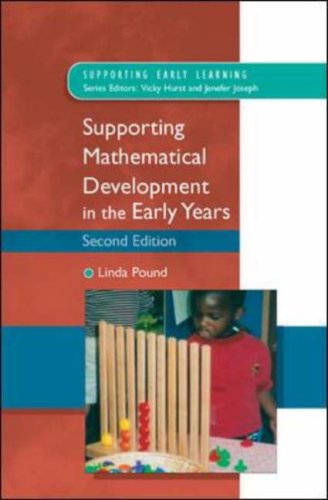 SUPPORTING EARLY LEARNING
Series Editors: Vicky Hurst and Jenefer Joseph
Supporting
Mathematical
Development
in the Early Years
Second Edition
Linda Pound